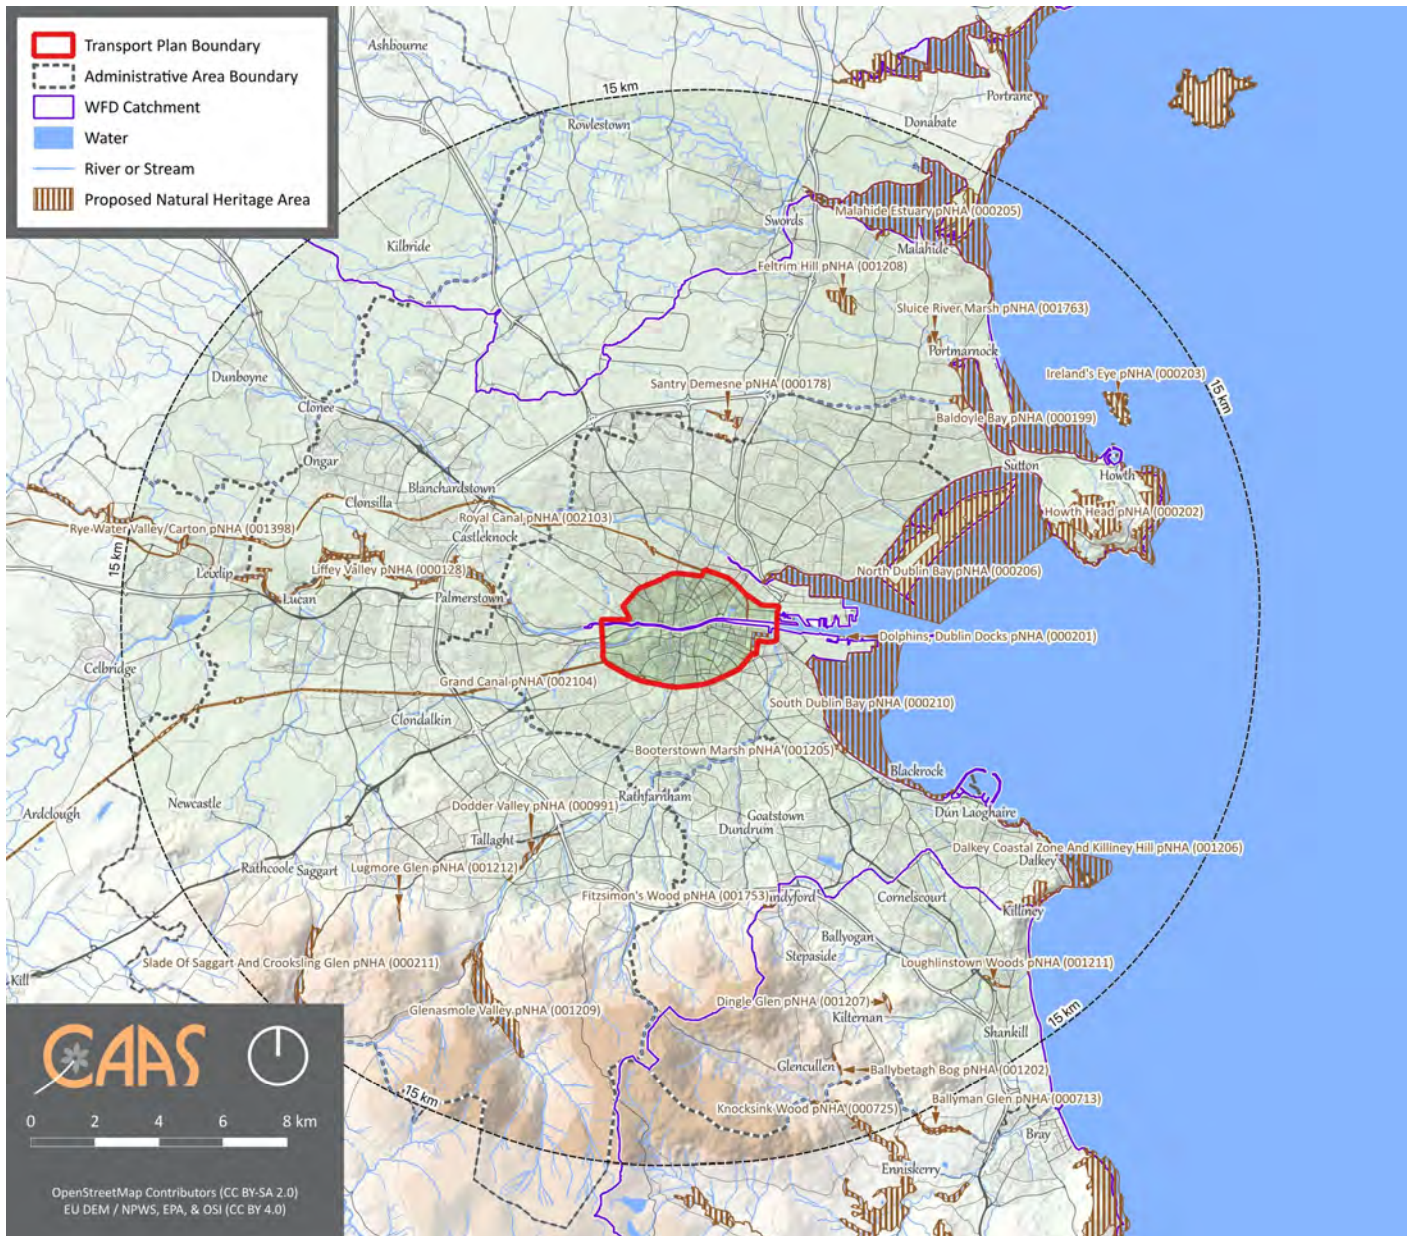 Transport Plan Boundary
Administrative Area Boundary
WFD Catchment
Water
River or Stream
Proposed Natural Heritage Area
Ashbourne
15 km
Rowlestown
Portrane
Donabate
Swords
Malahide Estuary pNHA (000205)
Kilbride
Malahide
Feltrim Hill pNHA (001208)
Sluice River Marsh pNHA (001763)
Portmarnock
Dunboyne
Santry Demesne pNHA (000178)
Ireland's Eye pNHA (000203)
15 km
Clonee
Baldoyle Bay pNHA (000199)
Ongar
Sutton
Howth
Blanchardstown
Clonsilla
Howth Head pNHA (000202)
Royal Canal pNHA (002103)
Rye Water Valley/Carton pNHA (001398)
Castleknock
15 km
Leixlip
Liffey Valley pNHA (000128)
North Dublin Bay pNHA (000206)
Lucan
Palmerstown
Dolphins, Dublin Docks pNHA (000201)
Celbridge
Grand Canal pNHA (002104)
South Dublin Bay pNHA (000210)
Clondalkin
Booterstown Marsh pNHA (001205)
Blackrock
Newcastle
Rathfarnham
Ardclough
Dodder Valley pNHA (000991)
Goatstown
Dún Laoghaire
Dundrum
Tallaght
Dalkey Coastal Zone And Killiney Hill pNHA (001206)
Dalkey
Rathcoole
Saggart
Lugmore Glen pNHA (001212)
Fitzsimon's Wood pNHA (001753)
ndyford
Cornelscourt
Killiney
Ballyogan
Stepaside
Slade Of Saggart And Crooksling Glen pNHA (000211)
Loughlinstown Woods pNHA (001211)
Kill
Dingle Glen pNHA (001207)
Glenasmole Valley pNHA (001209)
Kilternan
15 km
Shankill
CAAS
Glencullen
Ballybetagh Bog pNHA (001202)
15 km
Knocksink Wood pNHA (000725)
Ballyman Glen pNHA (000713)
0 2 4 6 8 km
Bray
Enniskerry
OpenStreetMap Contributors (CC BY-SA 2.0)
EU DEM / NPWS, EPA, & OSI (CC BY 4.0)